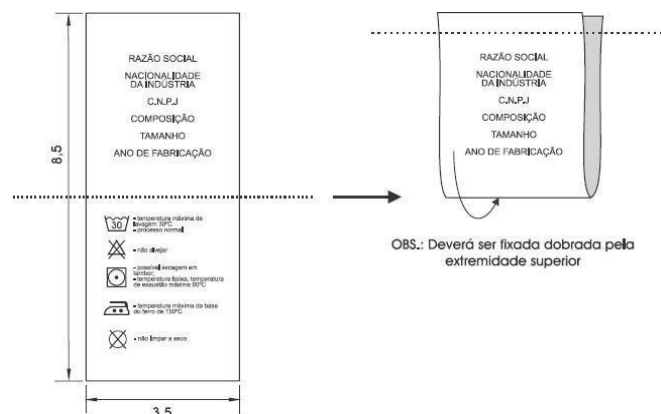 RAZÃO SOCIAL
NACIONALIDADE
DA INDÚSTRIA
C.N.P.J
COMPOSIÇÃO
TAMANHO
ANO DE FABRICAÇÃO
8,5
30
- temperatura máxima de
lavagem 30ºC
- processo normal
- não alvejar
- possível secagem em
tambor;
- temperatura baixa, temperatura
de exaustão máxima 60ºC
- temperatura máxima de base
do ferro de 150ºC
- não limpar a seco
3,5
RAZÃO SOCIAL
NACIONALIDADE
DA INDÚSTRIA
C.N.P.J
COMPOSIÇÃO
TAMANHO
ANO DE FABRICAÇÃO
OBS.: Deverá ser fixada dobrada pela
extremidade superior